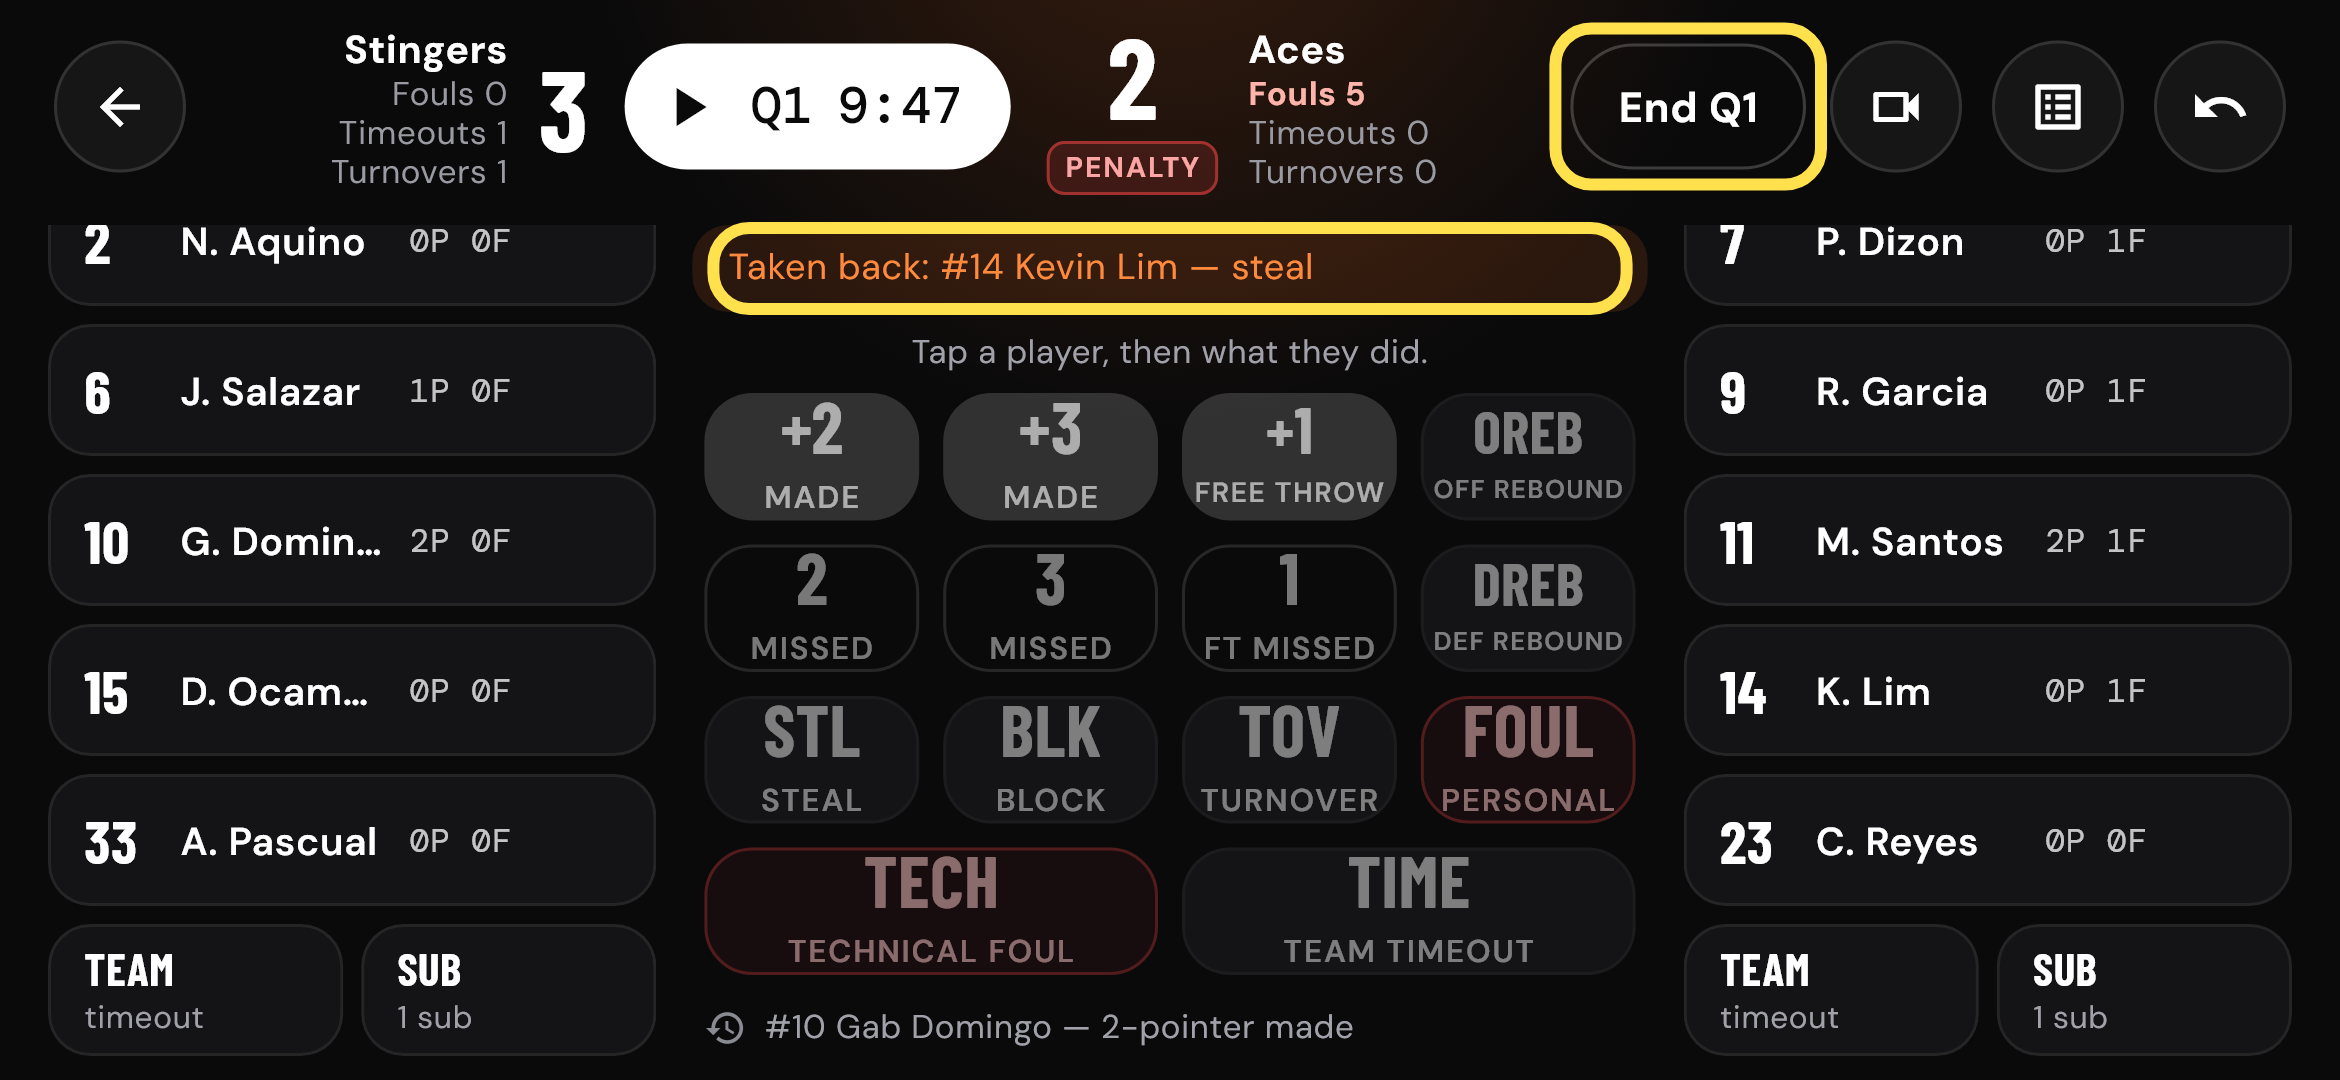 Stingers
Fouls 0
Timeouts 1
Turnovers 1
3
Q1 9:47
2
PENALTY
Aces
Fouls 5
Timeouts 0
Turnovers 0
End Q1
2 N. Aquino 0P 0F
6 J. Salazar 1P 0F
10 G. Domin... 2P 0F
15 D. Ocam... 0P 0F
33 A. Pascual 0P 0F
TEAM
timeout
SUB
1 sub
Taken back: #14 Kevin Lim — steal
Tap a player, then what they did.
+2
MADE
+3
MADE
+1
FREE THROW
OREB
OFF REBOUND
2
MISSED
3
MISSED
1
FT MISSED
DREB
DEF REBOUND
STL
STEAL
BLK
BLOCK
TOV
TURNOVER
FOUL
PERSONAL
TECH
TECHNICAL FOUL
TIME
TEAM TIMEOUT
#10 Gab Domingo — 2-pointer made
7 P. Dizon 0P 1F
9 R. Garcia 0P 1F
11 M. Santos 2P 1F
14 K. Lim 0P 1F
23 C. Reyes 0P 0F
TEAM
timeout
SUB
1 sub